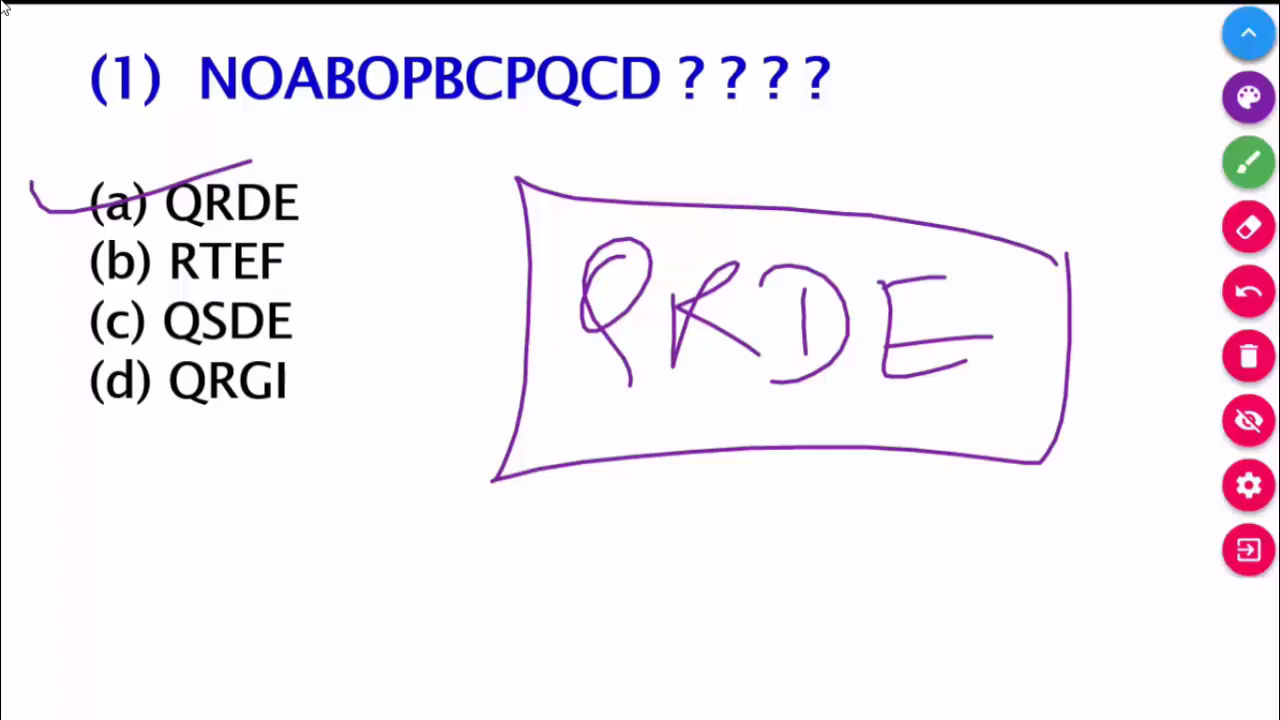 (1) NOABOPBCPQCD ? ? ? ?
(a) QRDE
(b) RTEF
(c) QSDE
(d) QRGI
QRDE